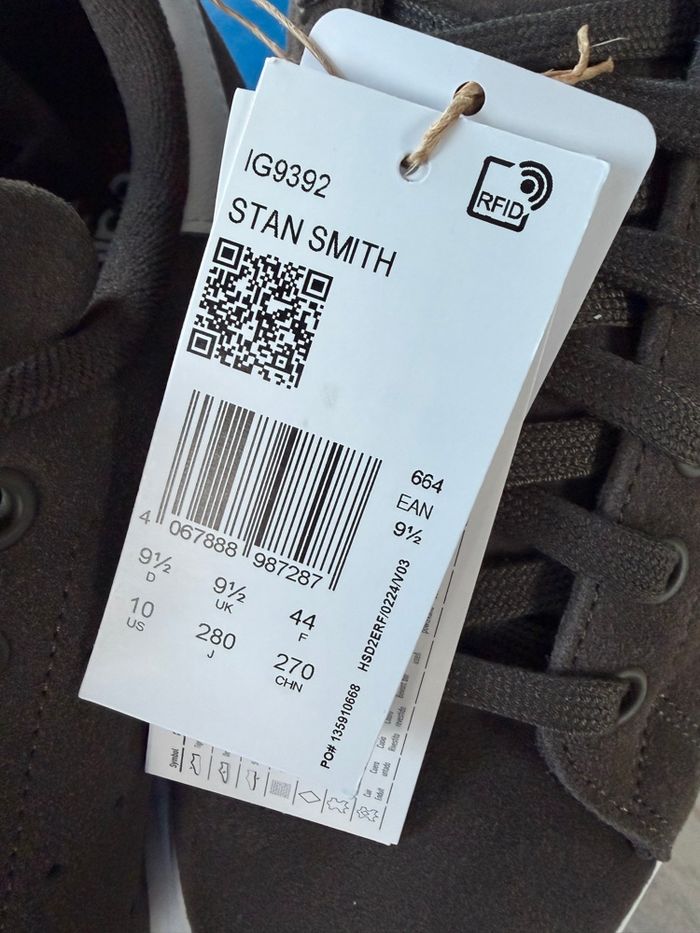 IG9392
RFID
STAN SMITH
664
EAN
9½
4 067888 987287
9½ 9½ 44
D UK F
10 280 270
US J CHN
PO# 135910668 HSD2ERF/0224/V03
Symbol